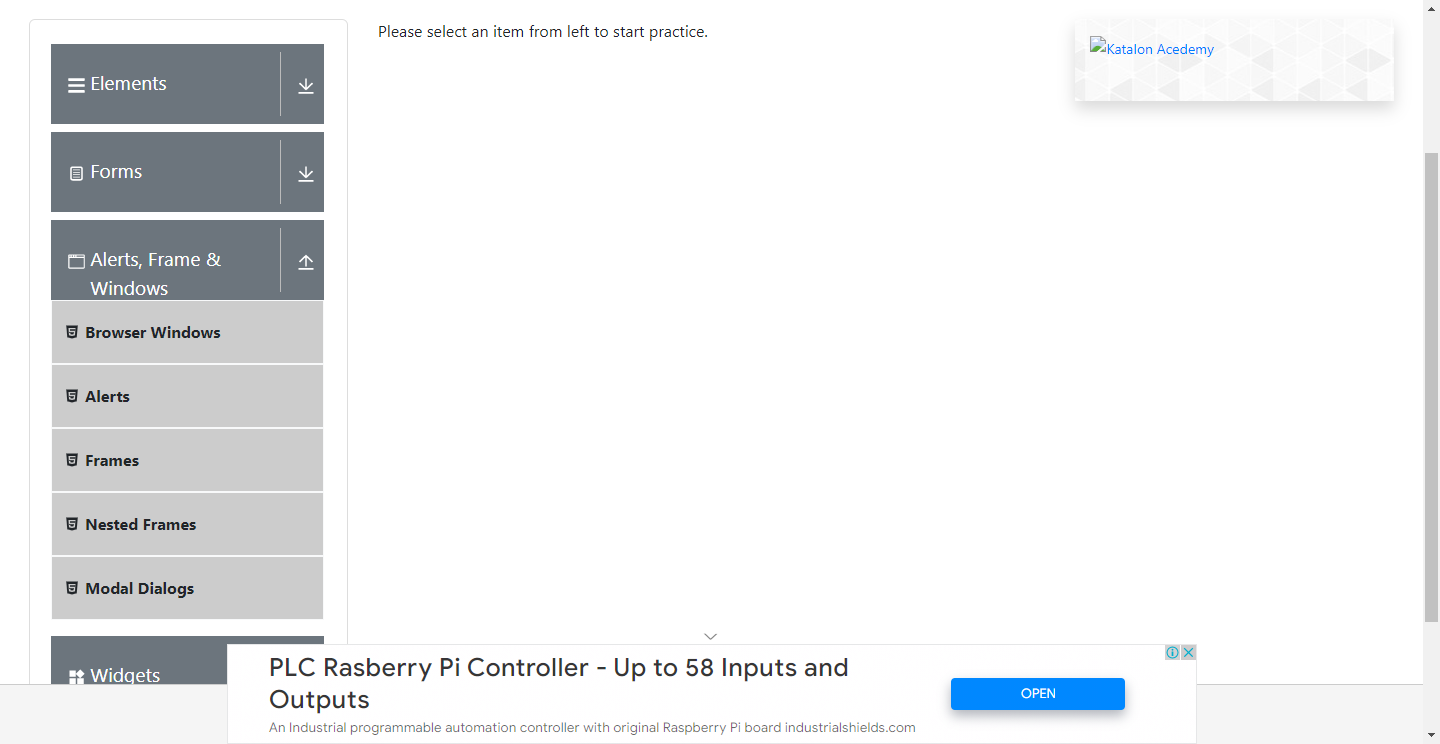 Please select an item from left to start practice.
Katalon Acedemy
Elements
Forms
Alerts, Frame &
Windows
Browser Windows
Alerts
Frames
Nested Frames
Modal Dialogs
Widgets
PLC Rasberry Pi Controller - Up to 58 Inputs and
Outputs
An Industrial programmable automation controller with original Raspberry Pi board industrialshields.com
OPEN